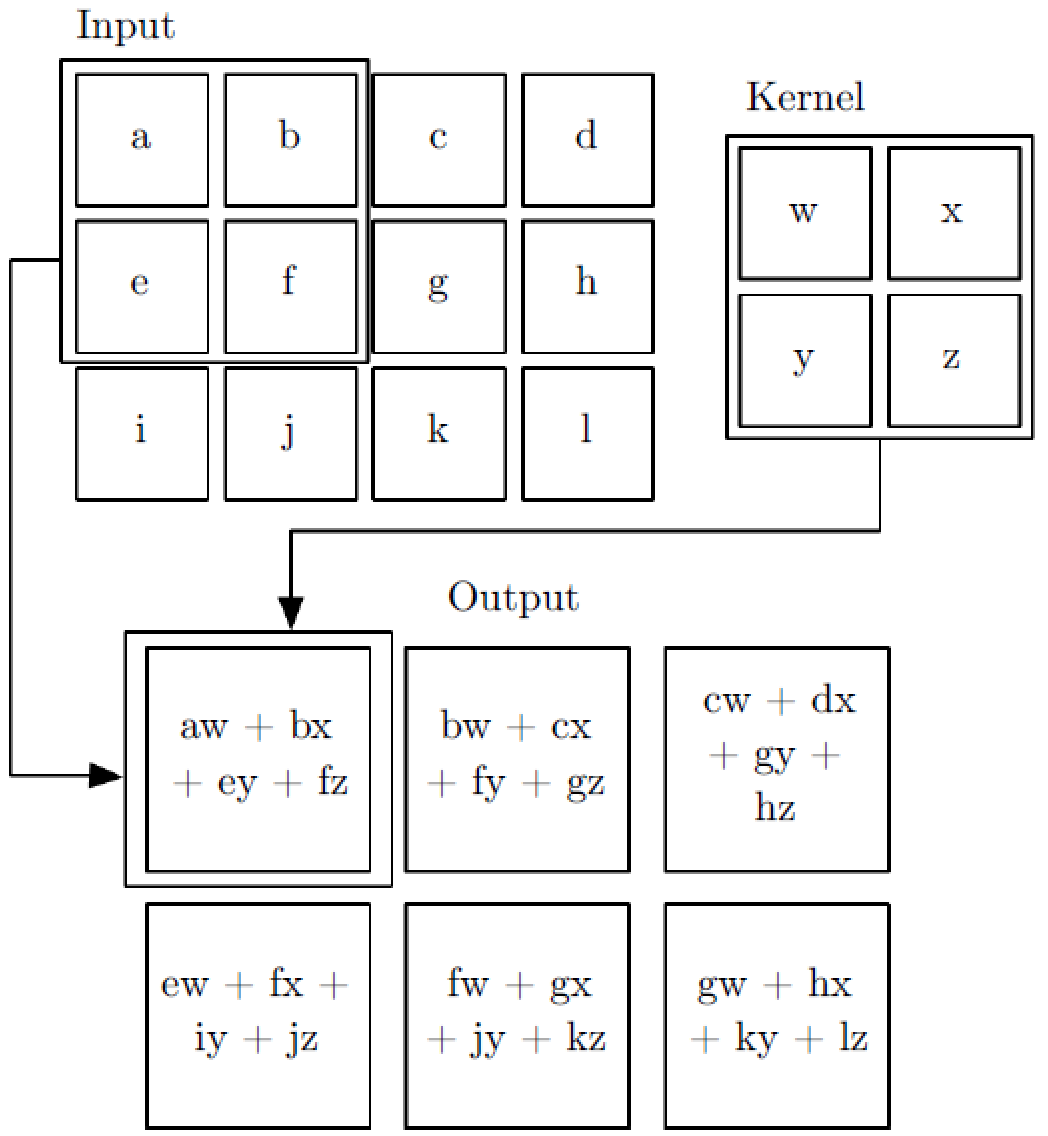 Input
a b c d
Kernel
w x
e f g h
y z
i j k l
Output
aw + bx
+ ey + fz
bw + cx
+ fy + gz
cw + dx
+ gy +
hz
ew + fx +
iy + jz
fw + gx
+ jy + kz
gw + hx
+ ky + lz